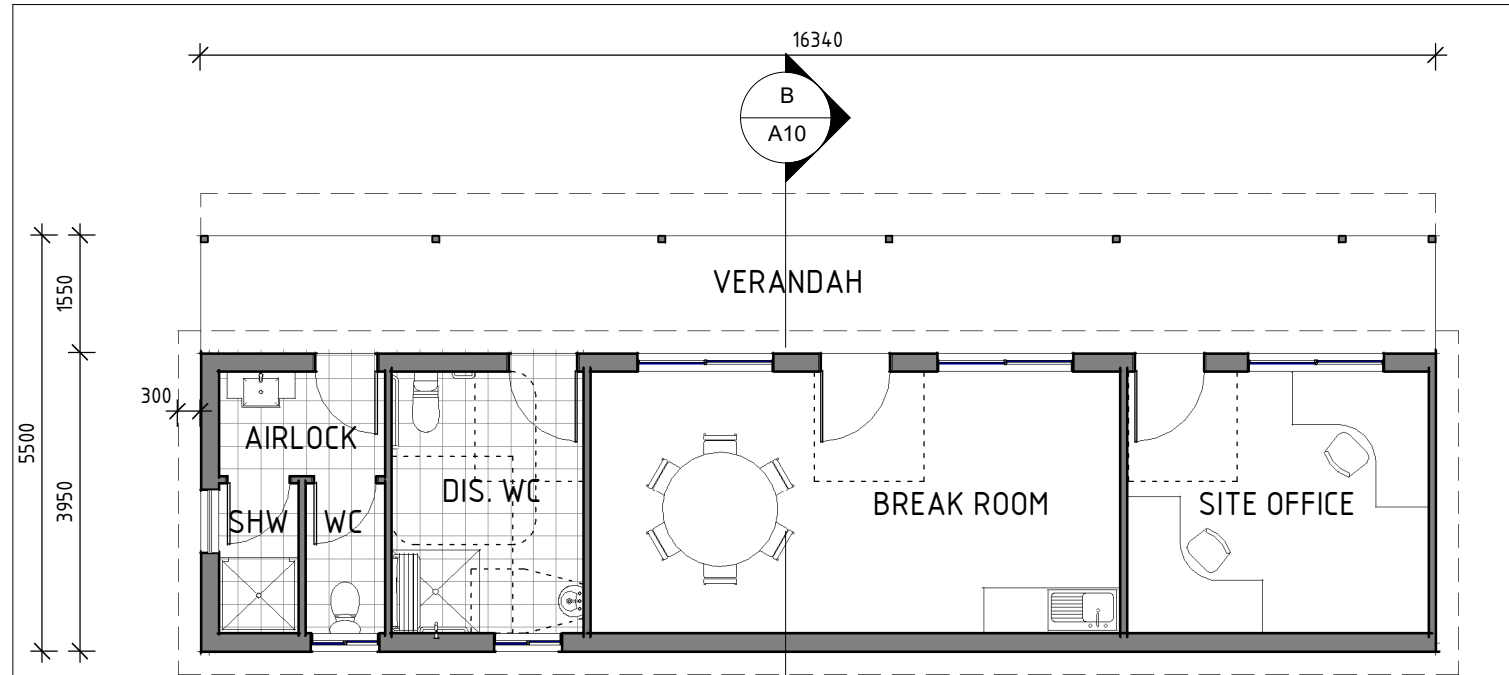 16340
B
A10
VERANDAH
1550
5500
3950
300
AIRLOCK
DIS. WC
SHW
WC
BREAK ROOM
SITE OFFICE